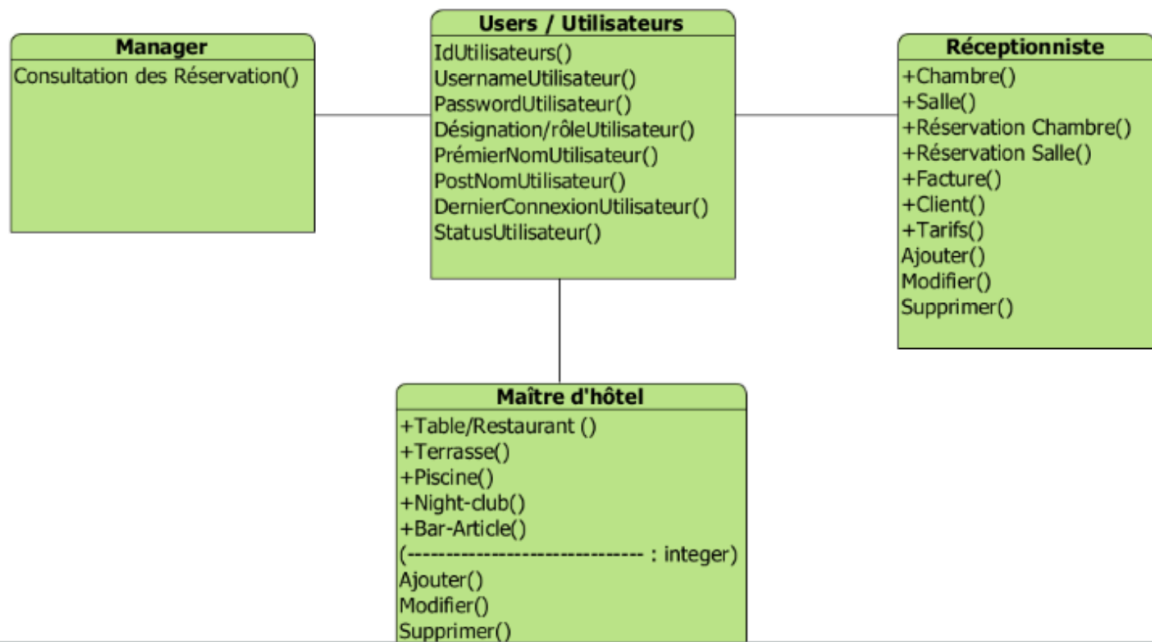 Manager
Consultation des Réservation()
Users / Utilisateurs
IdUtilisateurs()
UsernameUtilisateur()
PasswordUtilisateur()
Désignation/rôleUtilisateur()
PrémierNomUtilisateur()
PostNomUtilisateur()
DernierConnexionUtilisateur()
StatusUtilisateur()
Réceptionniste
+Chambre()
+Salle()
+Réservation Chambre()
+Réservation Salle()
+Facture()
+Client()
+Tarifs()
Ajouter()
Modifier()
Supprimer()
Maître d'hôtel
+Table/Restaurant ()
+Terrasse()
+Piscine()
+Night-club()
+Bar-Article()
(------------------------------- : integer)
Ajouter()
Modifier()
Supprimer()